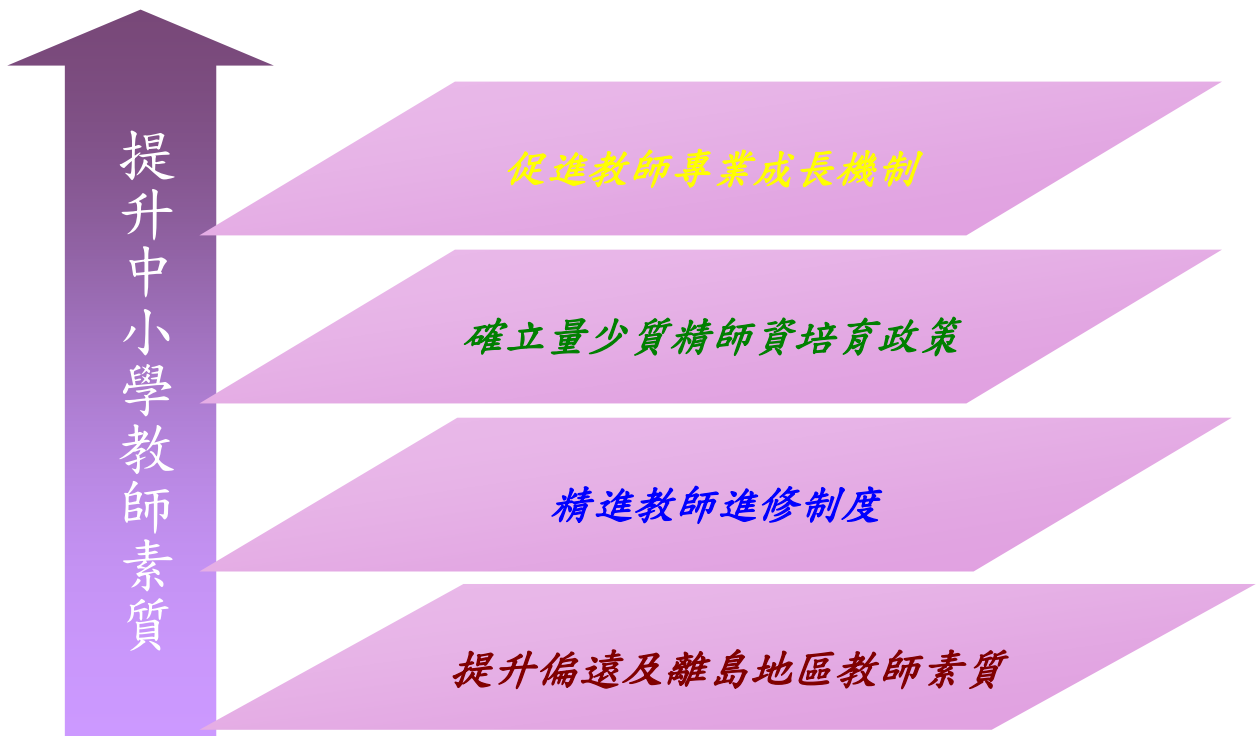 提升中小學教師素質
促進教師專業成長機制
確立量少質精師資培育政策
精進教師進修制度
提升偏遠及離島地區教師素質